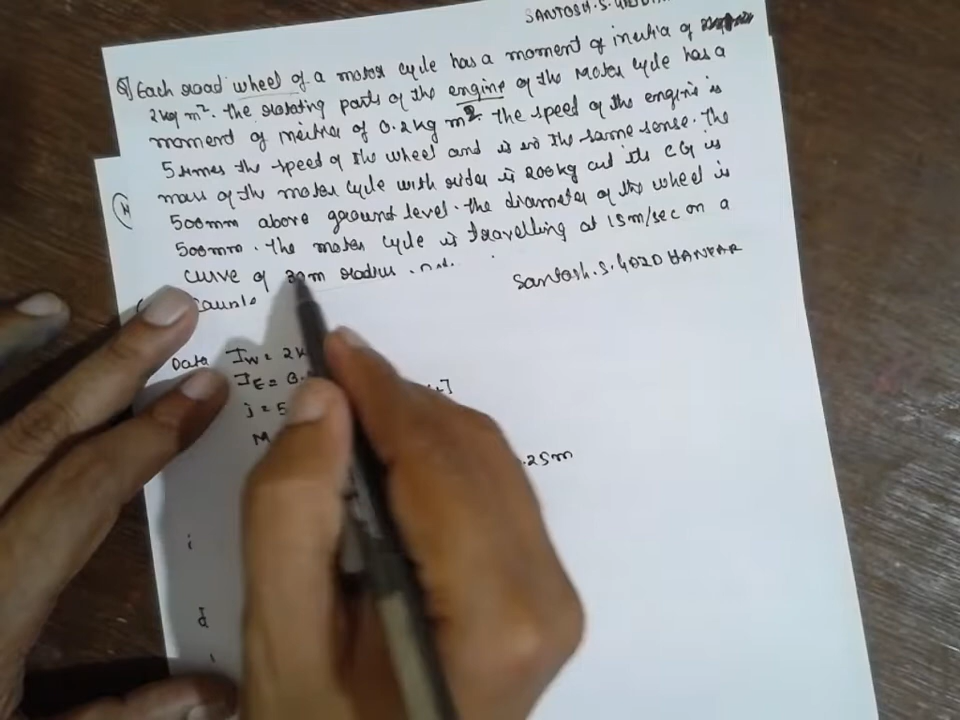 SANTOSH.S.
Q] Each road wheel of a motor cycle has a moment of inertia of
2kg m². the rotating parts of the engine of the Motor cycle has a
moment of inertia of 0.2kg m² the speed of the engine is
5 times the speed of the wheel and is in the same sense. The
mass of the motor cycle with rider is 200kg and its CG is
500mm above ground level. the diameter of the wheel is
500mm. The motor cycle is travelling at 15m/sec on a
curve of 30m radius.
Santosh.S.
Data IW = 2k
IE = 0.
j = 5
M
.25m
i